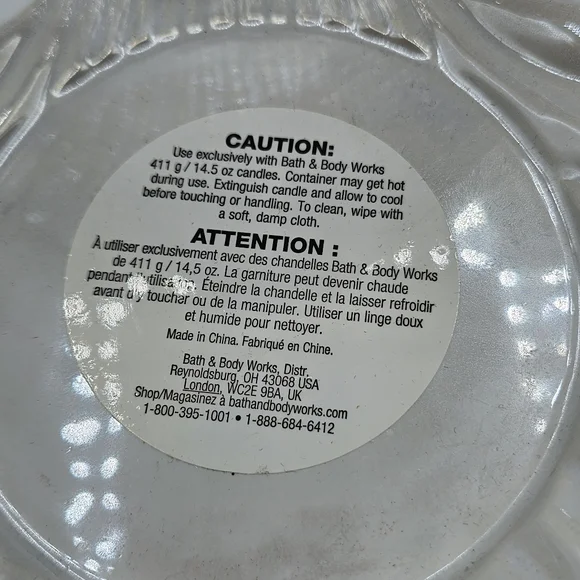 CAUTION:
Use exclusively with Bath & Body Works
411 g / 14.5 oz candles. Container may get hot
during use. Extinguish candle and allow to cool
before touching or handling. To clean, wipe with
a soft, damp cloth.
ATTENTION :
À utiliser exclusivement avec des chandelles Bath & Body Works
de 411 g / 14,5 oz. La garniture peut devenir chaude
pendant l'utilisation. Éteindre la chandelle et la laisser refroidir
avant d'y toucher ou de la manipuler. Utiliser un linge doux
et humide pour nettoyer.
Made in China. Fabriqué en Chine.
Bath & Body Works, Distr.
Reynoldsburg, OH 43068 USA
London, WC2E 9BA, UK
Shop/Magasinez à bathandbodyworks.com
1-800-395-1001 • 1-888-684-6412